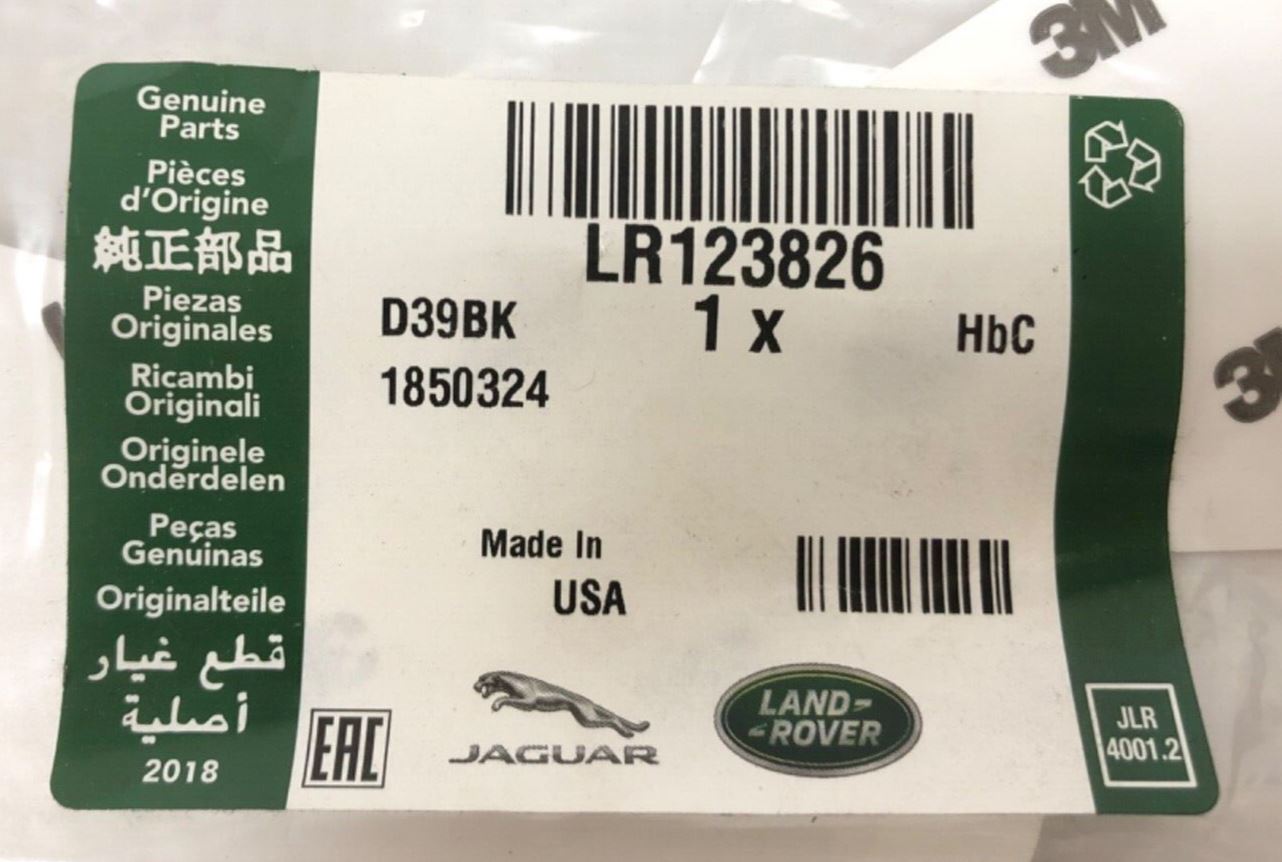 Genuine
Parts
Pièces
d'Origine
純正部品
Piezas
Originales
Ricambi
Originali
Originele
Onderdelen
Peças
Genuinas
Originalteile
قطع غيار
أصلية
2018
LR123826
D39BK
1 x
HbC
1850324
Made In
USA
EAC
JAGUAR
LAND-
-ROVER
JLR
4001.2
3M
3M